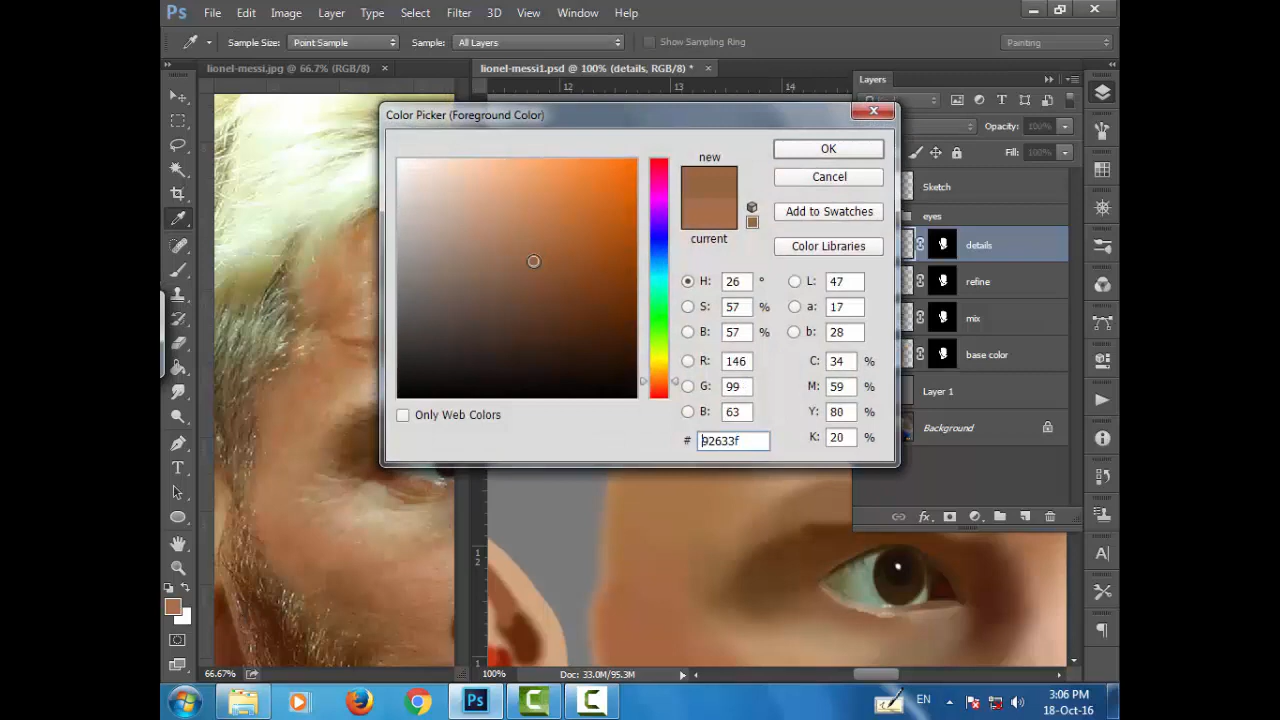 Ps File Edit Image Layer Type Select Filter 3D View Window Help
Sample Size: Point Sample Sample: All Layers Show Sampling Ring Painting
lionel-messi.jpg @ 66.7% (RGB/8) × lionel-messi1.psd @ 100% (details, RGB/8) * ×
12 13 14
Layers
Opacity: 100%
Fill: 100%
Sketch
eyes
details
refine
mix
base color
Layer 1
Background
Color Picker (Foreground Color)
new
current
OK
Cancel
Add to Swatches
Color Libraries
H: 26 ° L: 47
S: 57 % a: 17
B: 57 % b: 28
R: 146 C: 34 %
G: 99 M: 59 %
B: 63 Y: 80 %
# 92633f K: 20 %
Only Web Colors
66.67% 100% Doc: 33.0M/95.3M
EN 3:06 PM
18-Oct-16